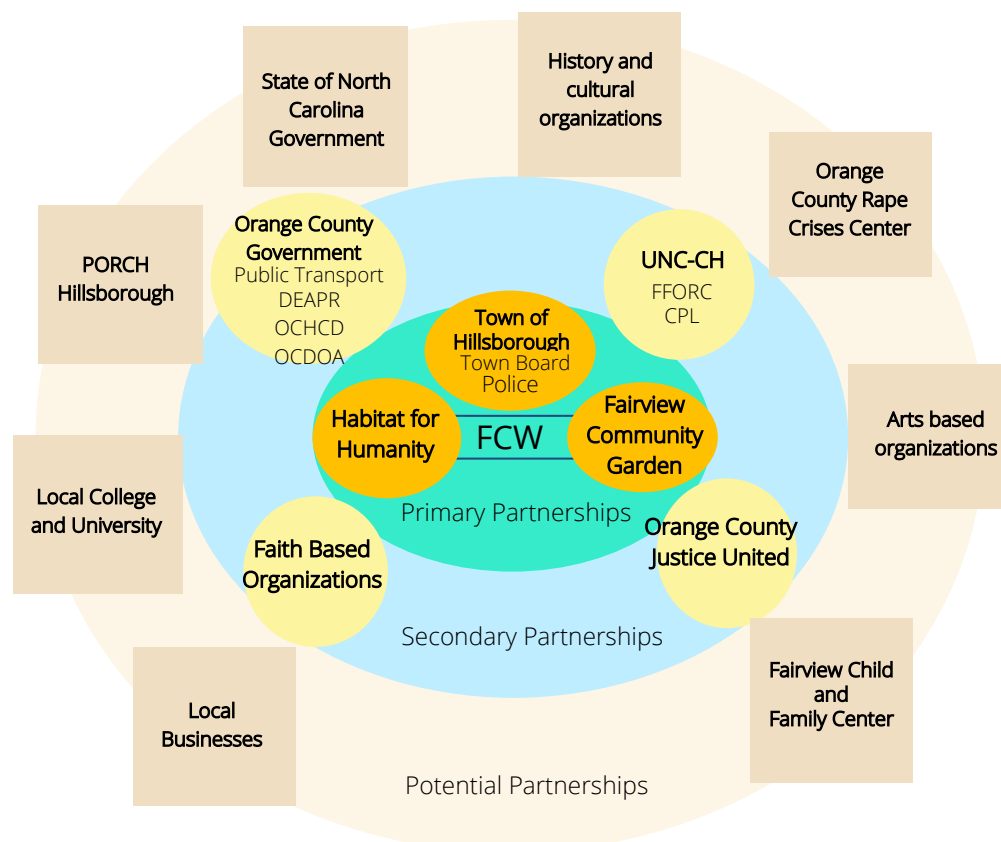 State of North
Carolina
Government
History and
cultural
organizations
Orange
County Rape
Crises Center
PORCH
Hillsborough
Orange County
Government
Public Transport
DEAPR
OCHCD
OCDOA
UNC-CH
FFORC
CPL
Town of
Hillsborough
Town Board
Police
Habitat for
Humanity
FCW
Fairview
Community
Garden
Arts based
organizations
Local College
and University
Primary Partnerships
Faith Based
Organizations
Orange County
Justice United
Secondary Partnerships
Local
Businesses
Fairview Child
and
Family Center
Potential Partnerships